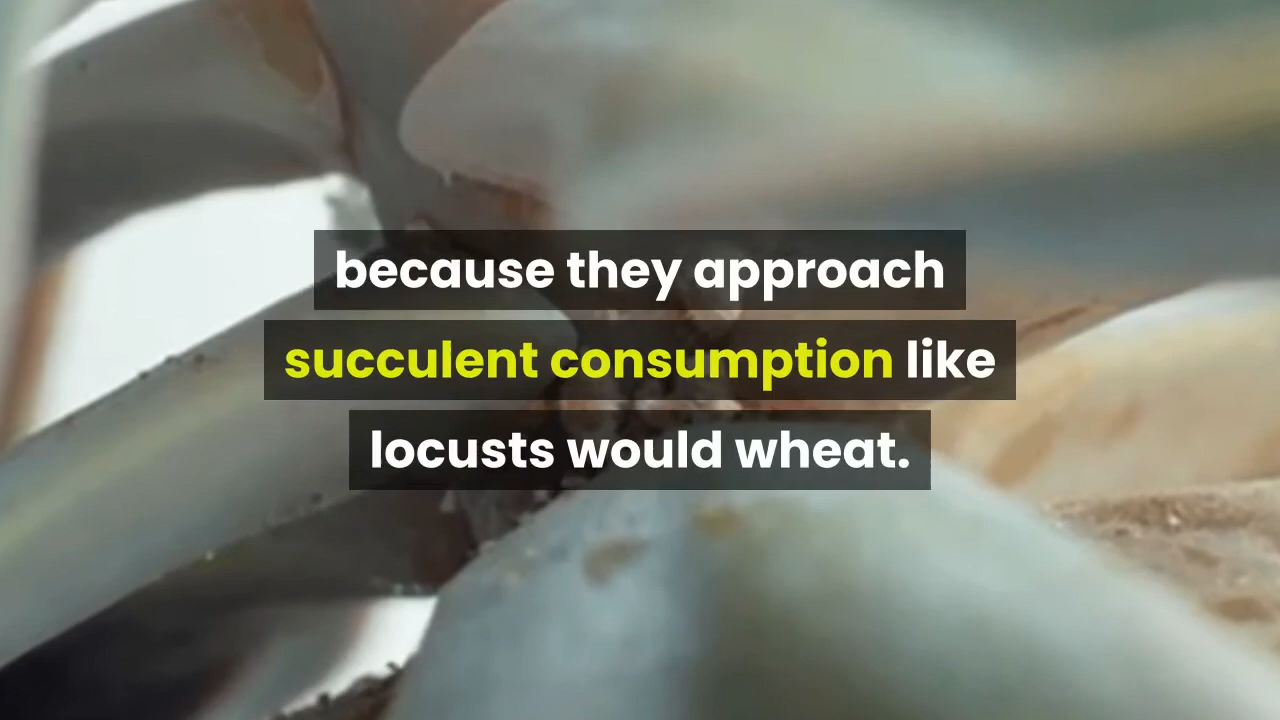 because they approach
succulent consumption like
locusts would wheat.